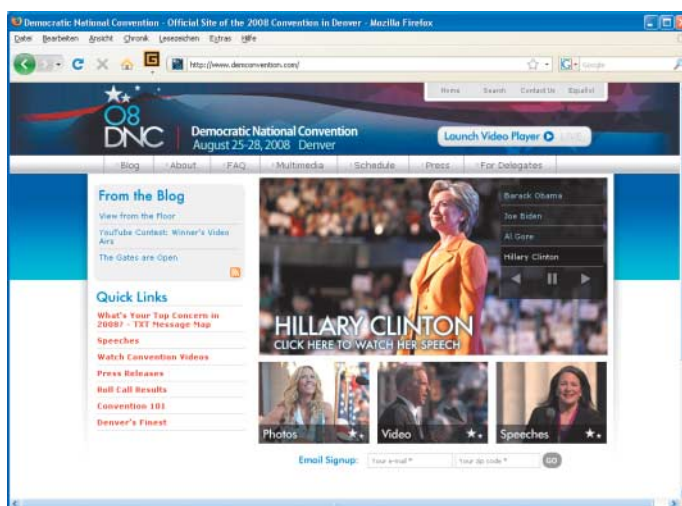 Democratic National Convention - Official Site of the 2008 Convention in Denver - Mozilla Firefox
Datei Bearbeiten Ansicht Chronik Lesezeichen Extras Hilfe
http://www.demconvention.com/
Google
Home Search Contact Us Español
08
DNC
Democratic National Convention
August 25-28, 2008 Denver
Launch Video Player
LIVE
Blog About FAQ Multimedia Schedule Press For Delegates
From the Blog
View from the Floor
YouTube Contest: Winner's Video
Airs
The Gates are Open
Barack Obama
Joe Biden
Al Gore
Hillary Clinton
HILLARY CLINTON
CLICK HERE TO WATCH HER SPEECH
Quick Links
What's Your Top Concern in
2008? - TXT Message Map
Speeches
Watch Convention Videos
Press Releases
Roll Call Results
Convention 101
Denver's Finest
Photos
Video
Speeches
Email Signup: Your e-mail * Your zip code * GO